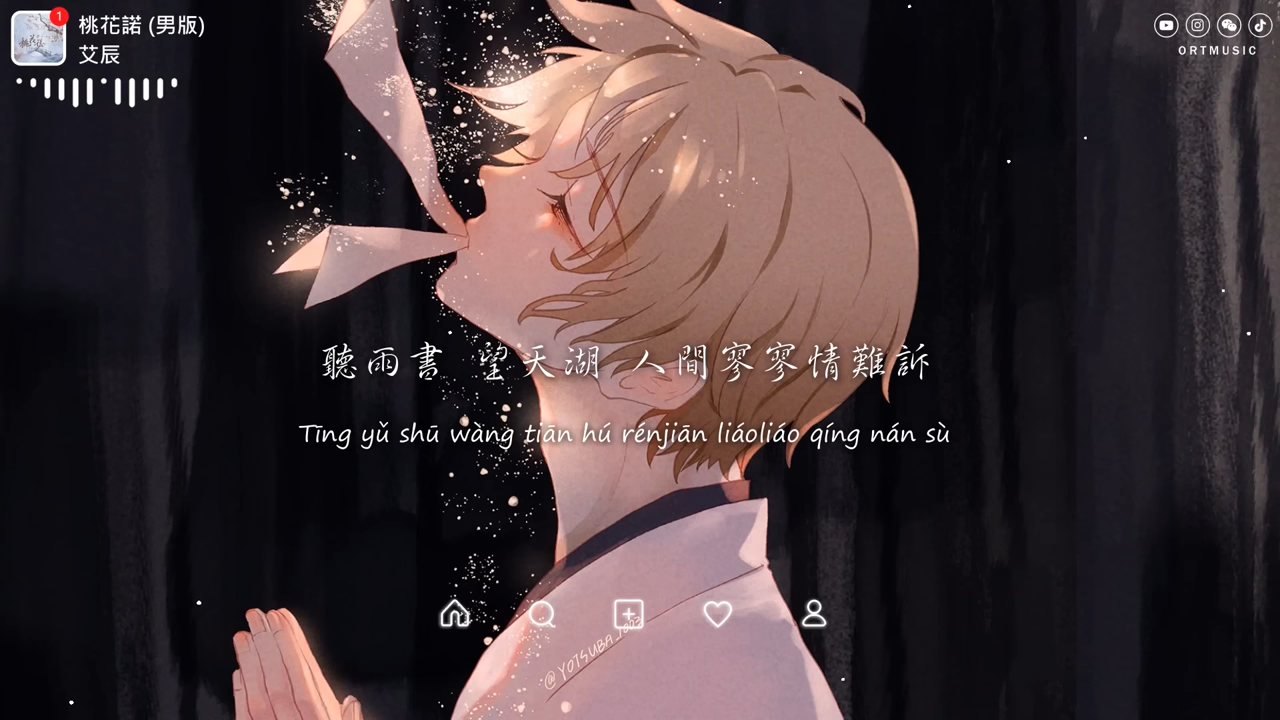 1
桃花諾 (男版)
艾辰
ORTMUSIC
聽雨書 望天湖 人間寥寥情難訴
Tīng yǔ shū wàng tiān hú rénjiān liáoliáo qíng nán sù